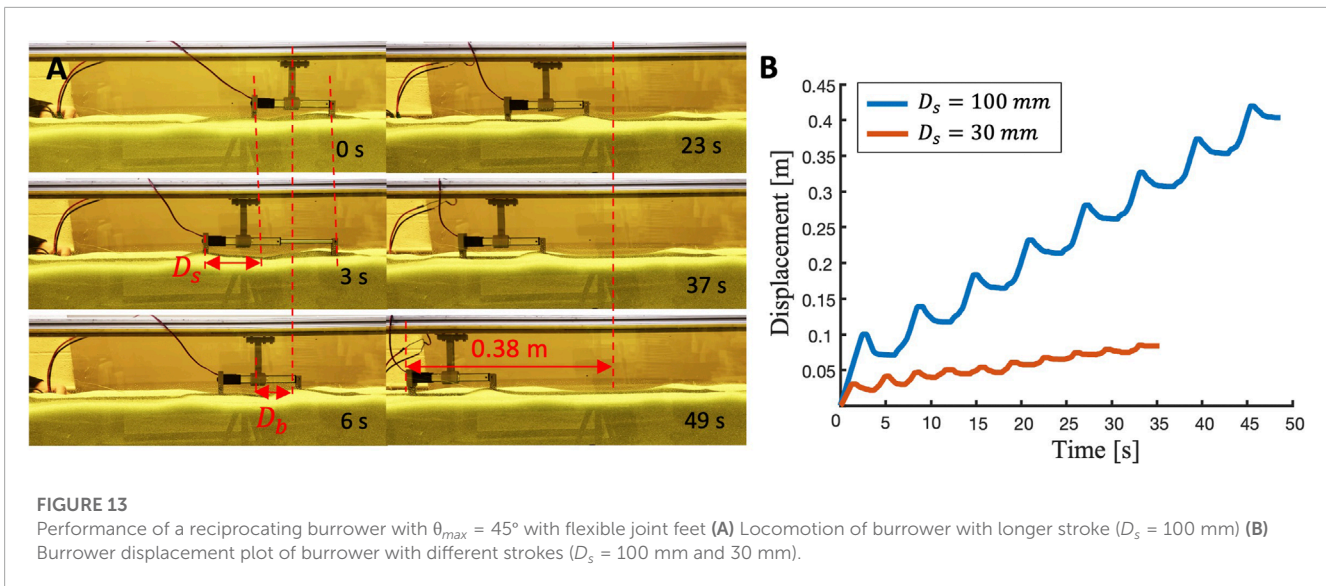 A
0 s
23 s
D_s
3 s
37 s
0.38 m
D_b
6 s
49 s
B
D_s = 100 mm
D_s = 30 mm
Displacement [m]
0.45
0.4
0.35
0.3
0.25
0.2
0.15
0.1
0.05
0
0 5 10 15 20 25 30 35 40 45 50
Time [s]
FIGURE 13
Performance of a reciprocating burrower with θmax = 45° with flexible joint feet (A) Locomotion of burrower with longer stroke (Ds = 100 mm) (B)
Burrower displacement plot of burrower with different strokes (Ds = 100 mm and 30 mm).